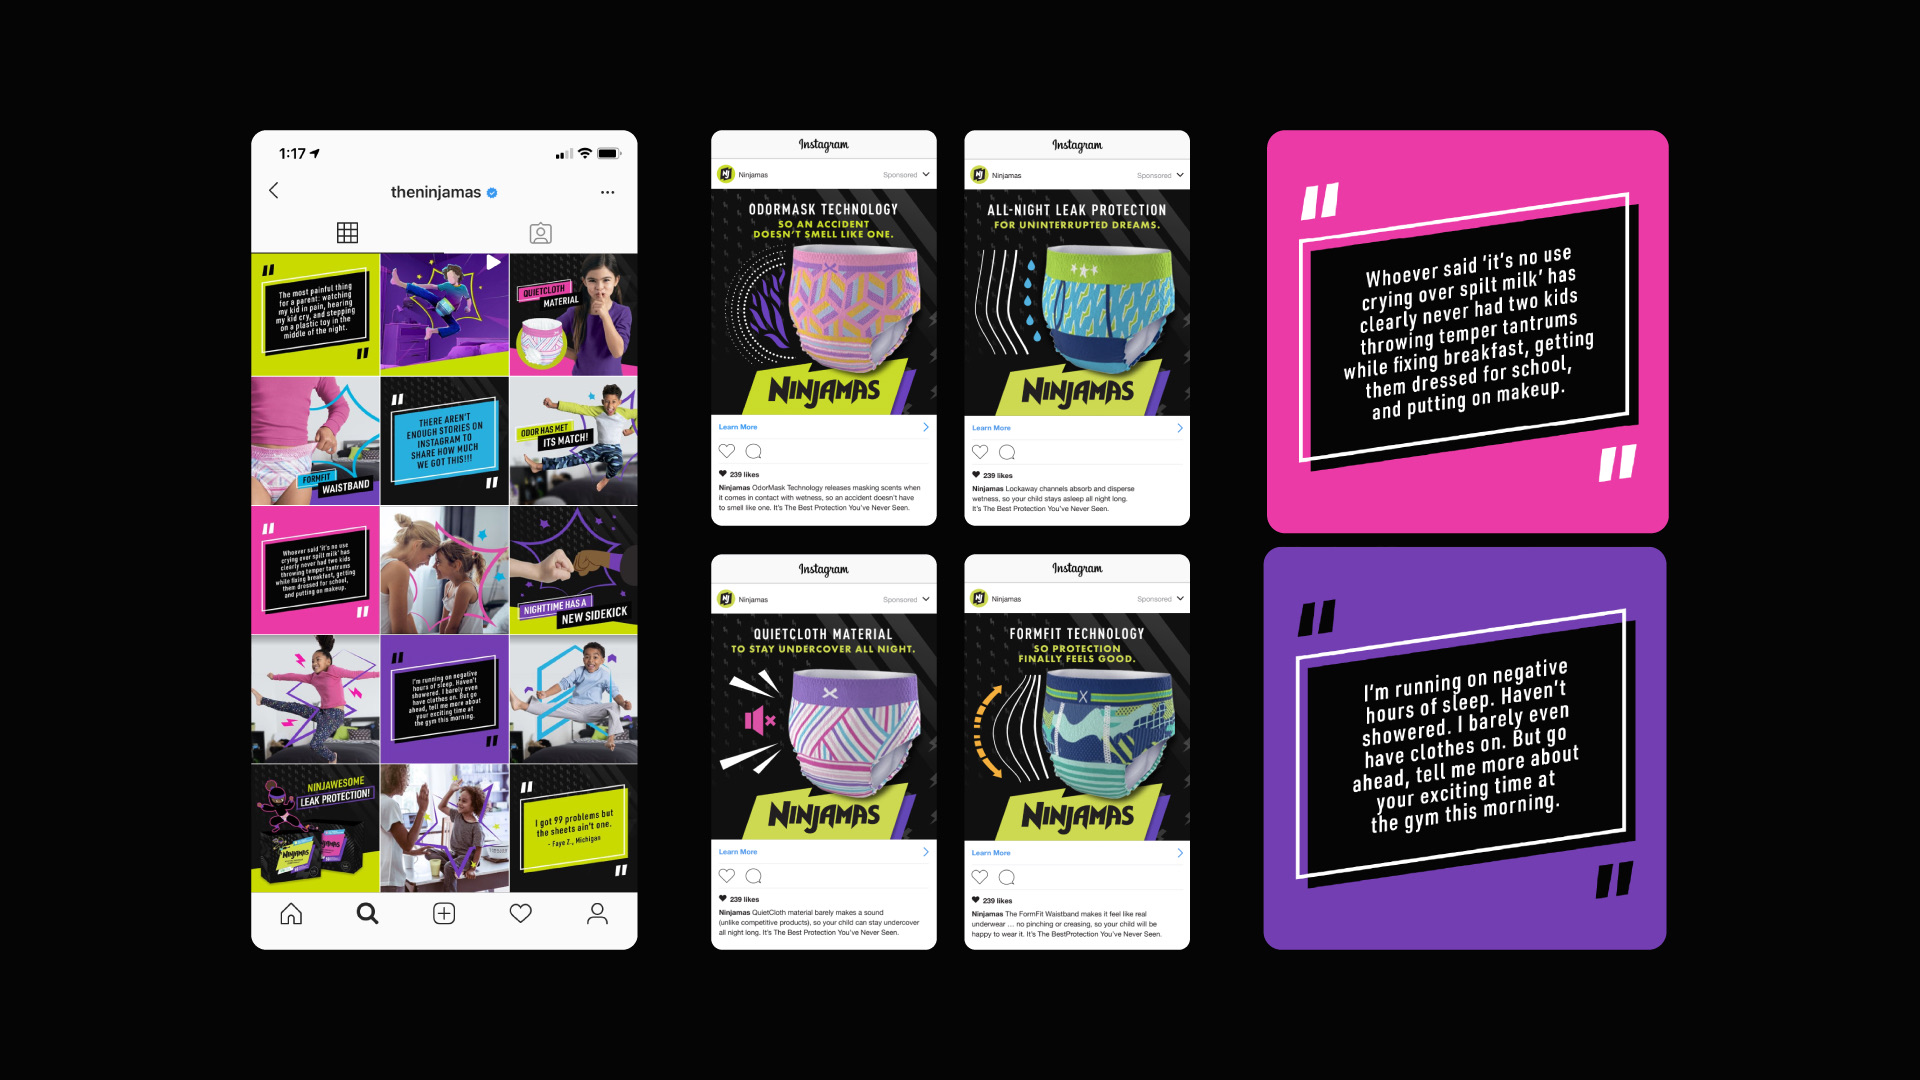 1:17
theninjamas
The most painful thing
for a parent: watching
my kid in pain, hearing
my kid cry, and stepping
on a plastic toy in the
middle of the night.
QUIETCLOTH
MATERIAL
FORMFIT
WAISTBAND
THERE AREN'T
ENOUGH STORIES ON
INSTAGRAM TO
SHARE HOW MUCH
WE GOT THIS!!!
ODOR HAS MET
ITS MATCH!
Whoever said 'it's no use
crying over spilt milk' has
clearly never had two kids
throwing temper tantrums
while fixing breakfast, getting
them dressed for school,
and putting on makeup.
NIGHTTIME HAS A
NEW SIDEKICK
I'm running on negative
hours of sleep. Haven't
showered. I barely even
have clothes on. But go
ahead, tell me more about
your exciting time at
the gym this morning.
NINJAWESOME
LEAK PROTECTION!
NINJAMAS
NINJAMAS
I got 99 problems but
the sheets ain't one.
- Faye Z., Michigan
Instagram
NJ
Ninjamas
Sponsored
ODORMASK TECHNOLOGY
SO AN ACCIDENT
DOESN'T SMELL LIKE ONE.
NINJAMAS
Learn More
239 likes
Ninjamas OdorMask Technology releases masking scents when
it comes in contact with wetness, so an accident doesn't have
to smell like one. It's The Best Protection You've Never Seen.
Instagram
NJ
Ninjamas
Sponsored
ALL-NIGHT LEAK PROTECTION
FOR UNINTERRUPTED DREAMS.
NINJAMAS
Learn More
239 likes
Ninjamas Lockaway channels absorb and disperse
wetness, so your child stays asleep all night long.
It's The Best Protection You've Never Seen.
Instagram
NJ
Ninjamas
Sponsored
QUIETCLOTH MATERIAL
TO STAY UNDERCOVER ALL NIGHT.
NINJAMAS
Learn More
239 likes
Ninjamas QuietCloth material barely makes a sound
(unlike competitive products), so your child can stay undercover
all night long. It's The Best Protection You've Never Seen.
Instagram
NJ
Ninjamas
Sponsored
FORMFIT TECHNOLOGY
SO PROTECTION
FINALLY FEELS GOOD.
NINJAMAS
Learn More
239 likes
Ninjamas The FormFit Waistband makes it feel like real
underwear ... no pinching or creasing, so your child will be
happy to wear it. It's The BestProtection You've Never Seen.
Whoever said 'it's no use
crying over spilt milk' has
clearly never had two kids
throwing temper tantrums
while fixing breakfast, getting
them dressed for school,
and putting on makeup.
I'm running on negative
hours of sleep. Haven't
showered. I barely even
have clothes on. But go
ahead, tell me more about
your exciting time at
the gym this morning.